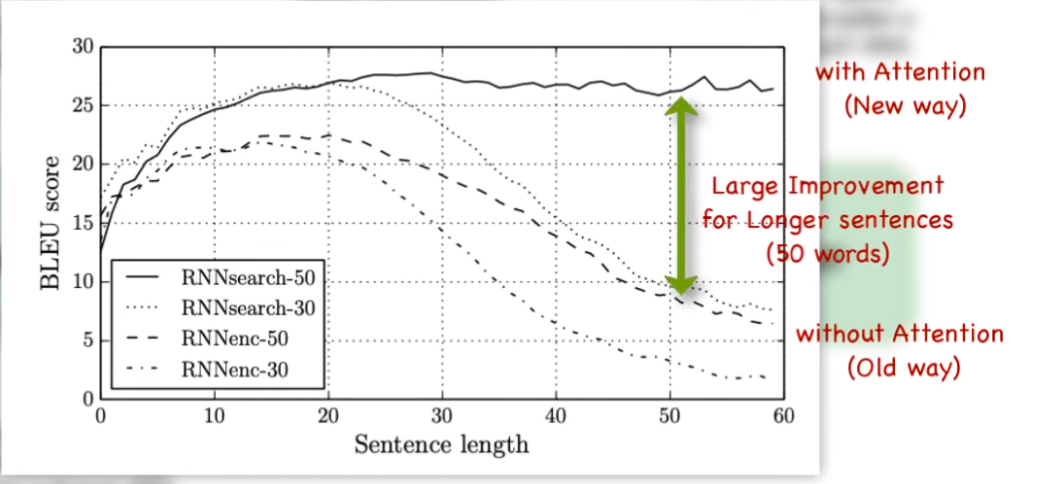 30
25
20
15
10
5
0
BLEU score
RNNsearch-50
RNNsearch-30
RNNenc-50
RNNenc-30
0 10 20 30 40 50 60
Sentence length
with Attention
(New way)
Large Improvement
for Longer sentences
(50 words)
without Attention
(Old way)